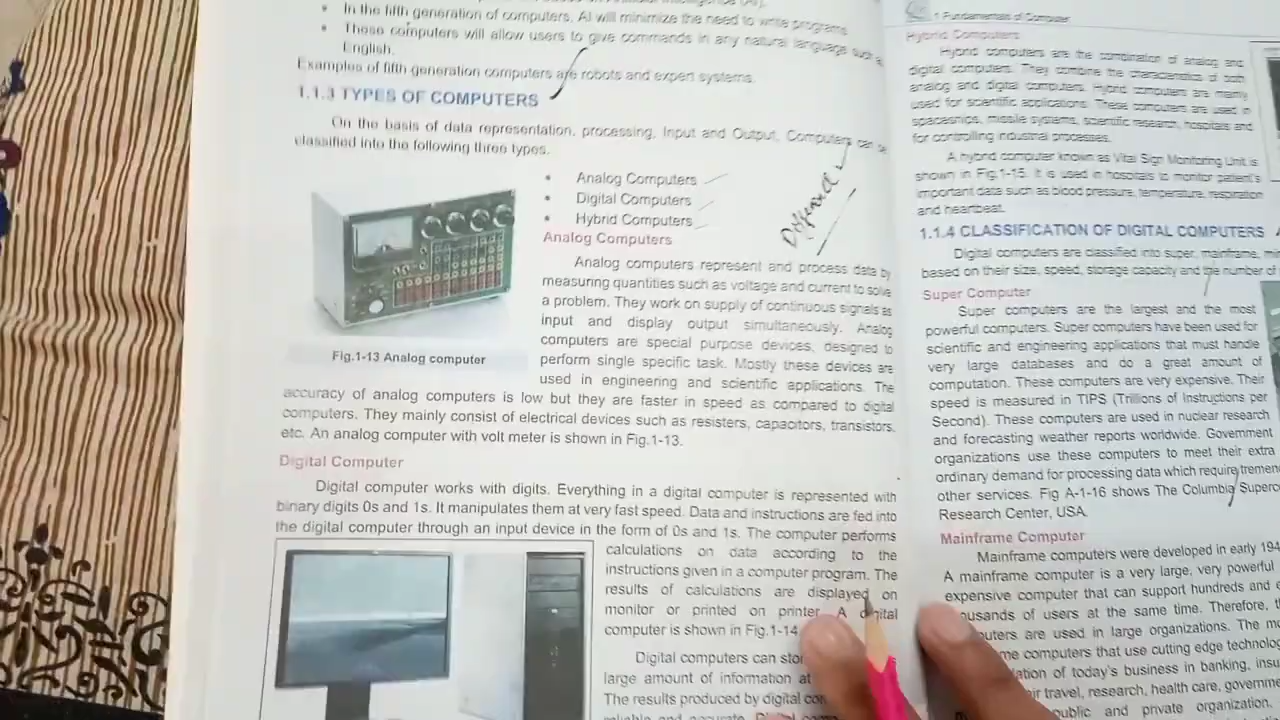 In the fifth generation of computers, AI will minimize the need to write programs.
These computers will allow users to give commands in any natural language such as
English.
Examples of fifth generation computers are robots and expert systems.
1.1.3 TYPES OF COMPUTERS
On the basis of data representation, processing, Input and Output, Computers can be
classified into the following three types.
Analog Computers
Digital Computers
Hybrid Computers
Analog Computers
Analog computers represent and process data by
measuring quantities such as voltage and current to solve
a problem. They work on supply of continuous signals as
input and display output simultaneously. Analog
computers are special purpose devices, designed to
perform single specific task. Mostly these devices are
used in engineering and scientific applications. The
Fig.1-13 Analog computer
accuracy of analog computers is low but they are faster in speed as compared to digital
computers. They mainly consist of electrical devices such as resisters, capacitors, transistors,
etc. An analog computer with volt meter is shown in Fig.1-13.
Digital Computer
Digital computer works with digits. Everything in a digital computer is represented with
binary digits 0s and 1s. It manipulates them at very fast speed. Data and instructions are fed into
the digital computer through an input device in the form of 0s and 1s. The computer performs
calculations on data according to the
instructions given in a computer program. The
results of calculations are displayed on
monitor or printed on printer. A digital
computer is shown in Fig.1-14
Digital computers can
large amount of information at
The results produced by digital
1 Fundamentals of Computer
Hybrid Computers
Hybrid computers are the combination of analog and
digital computers. They combine the characteristics of both
analog and digital computers. Hybrid computers are mainly
used for scientific applications. These computers are used in
spaceships, missile systems, scientific research, hospitals and
for controlling industrial processes.
A hybrid computer known as Vital Sign Monitoring Unit is
shown in Fig.1-15. It is used in hospitals to monitor patient's
important data such as blood pressure, temperature, respiration
and heartbeat.
1.1.4 CLASSIFICATION OF DIGITAL COMPUTERS
Digital computers are classified into super, mainframe,
based on their size, speed, storage capacity and the number of
Super Computer
Super computers are the largest and the most
powerful computers. Super computers have been used for
scientific and engineering applications that must handle
very large databases and do a great amount of
computation. These computers are very expensive. Their
speed is measured in TIPS (Trillions of Instructions per
Second). These computers are used in nuclear research
and forecasting weather reports worldwide. Government
organizations use these computers to meet their extra
ordinary demand for processing data which require
other services. Fig A-1-16 shows The Columbia
Research Center, USA.
Mainframe Computer
Mainframe computers were developed in early
A mainframe computer is a very large, very powerful
expensive computer that can support hundreds and
of users at the same time. Therefore,
are used in large organizations. The
computers that use cutting edge
of today's business in banking,
travel, research, health care,
and private organization.